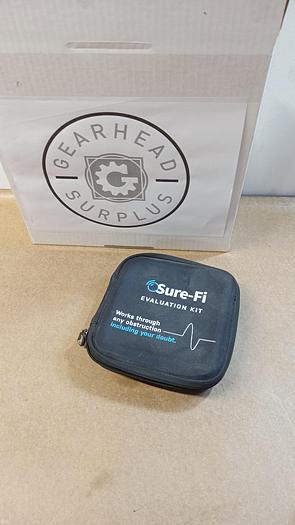 GEARHEAD
G
SURPLUS
Sure-Fi
EVALUATION KIT
Works through
any obstruction
including your doubt.